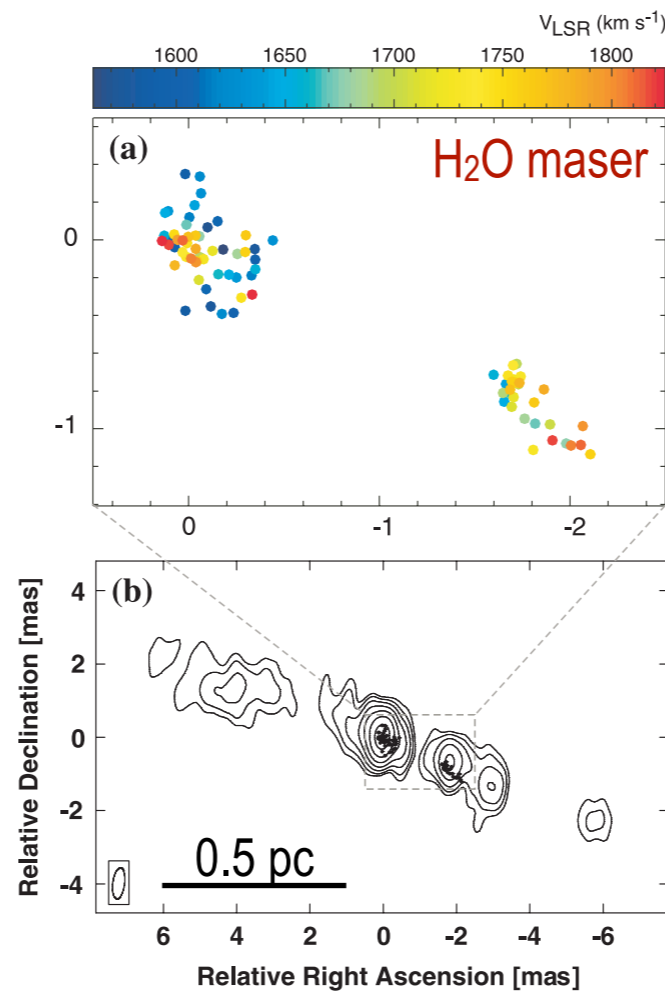 V_LSR (km s⁻¹)
1600 1650 1700 1750 1800
(a) H₂O maser
0
-1
0 -1 -2
(b)
4
2
0
-2
-4
Relative Declination [mas]
0.5 pc
6 4 2 0 -2 -4 -6
Relative Right Ascension [mas]